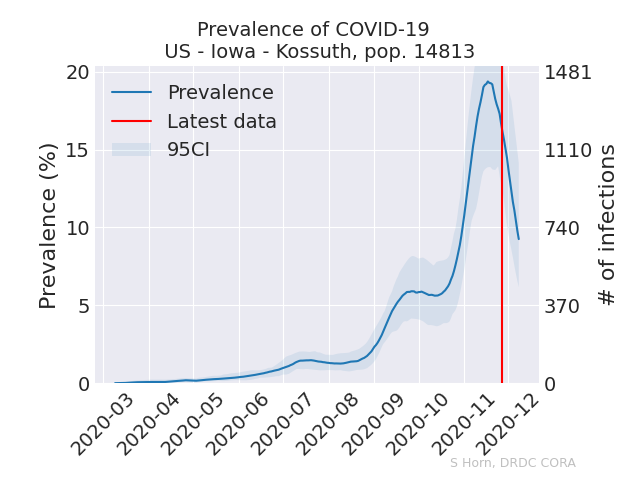 Prevalence of COVID-19
US - Iowa - Kossuth, pop. 14813
Prevalence
Latest data
95CI
Prevalence (%)
20
15
10
5
0
1481
1110
740
370
0
# of infections
2020-03
2020-04
2020-05
2020-06
2020-07
2020-08
2020-09
2020-10
2020-11
2020-12
S Horn, DRDC CORA